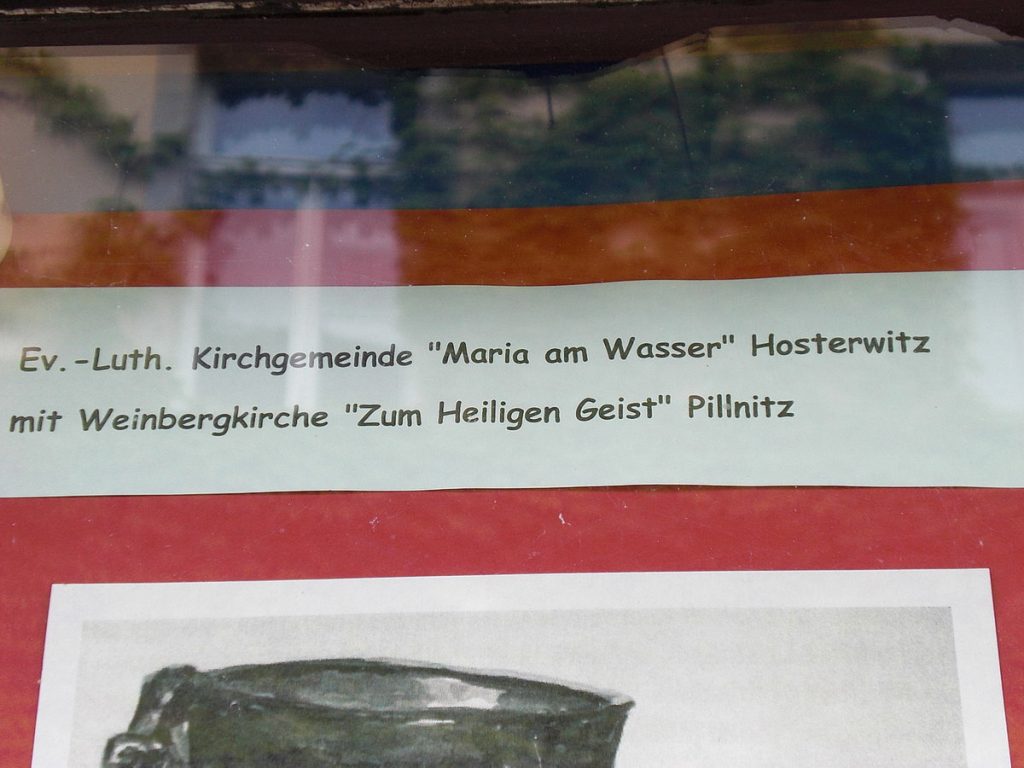 Ev.-Luth. Kirchgemeinde "Maria am Wasser" Hosterwitz
mit Weinbergkirche "Zum Heiligen Geist" Pillnitz